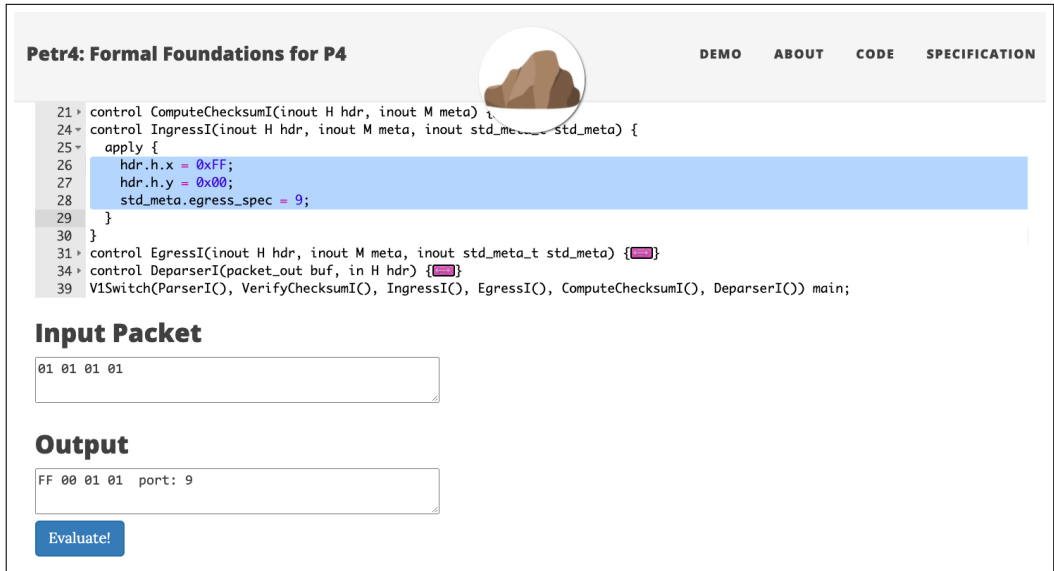 Petr4: Formal Foundations for P4 DEMO ABOUT CODE SPECIFICATION
21 control ComputeChecksumI(inout H hdr, inout M meta) {
24 control IngressI(inout H hdr, inout M meta, inout std_meta_t std_meta) {
25 apply {
26 hdr.h.x = 0xFF;
27 hdr.h.y = 0x00;
28 std_meta.egress_spec = 9;
29 }
30 }
31 control EgressI(inout H hdr, inout M meta, inout std_meta_t std_meta) {↔}
34 control DeparserI(packet_out buf, in H hdr) {↔}
39 V1Switch(ParserI(), VerifyChecksumI(), IngressI(), EgressI(), ComputeChecksumI(), DeparserI()) main;
Input Packet
01 01 01 01
Output
FF 00 01 01  port: 9
Evaluate!